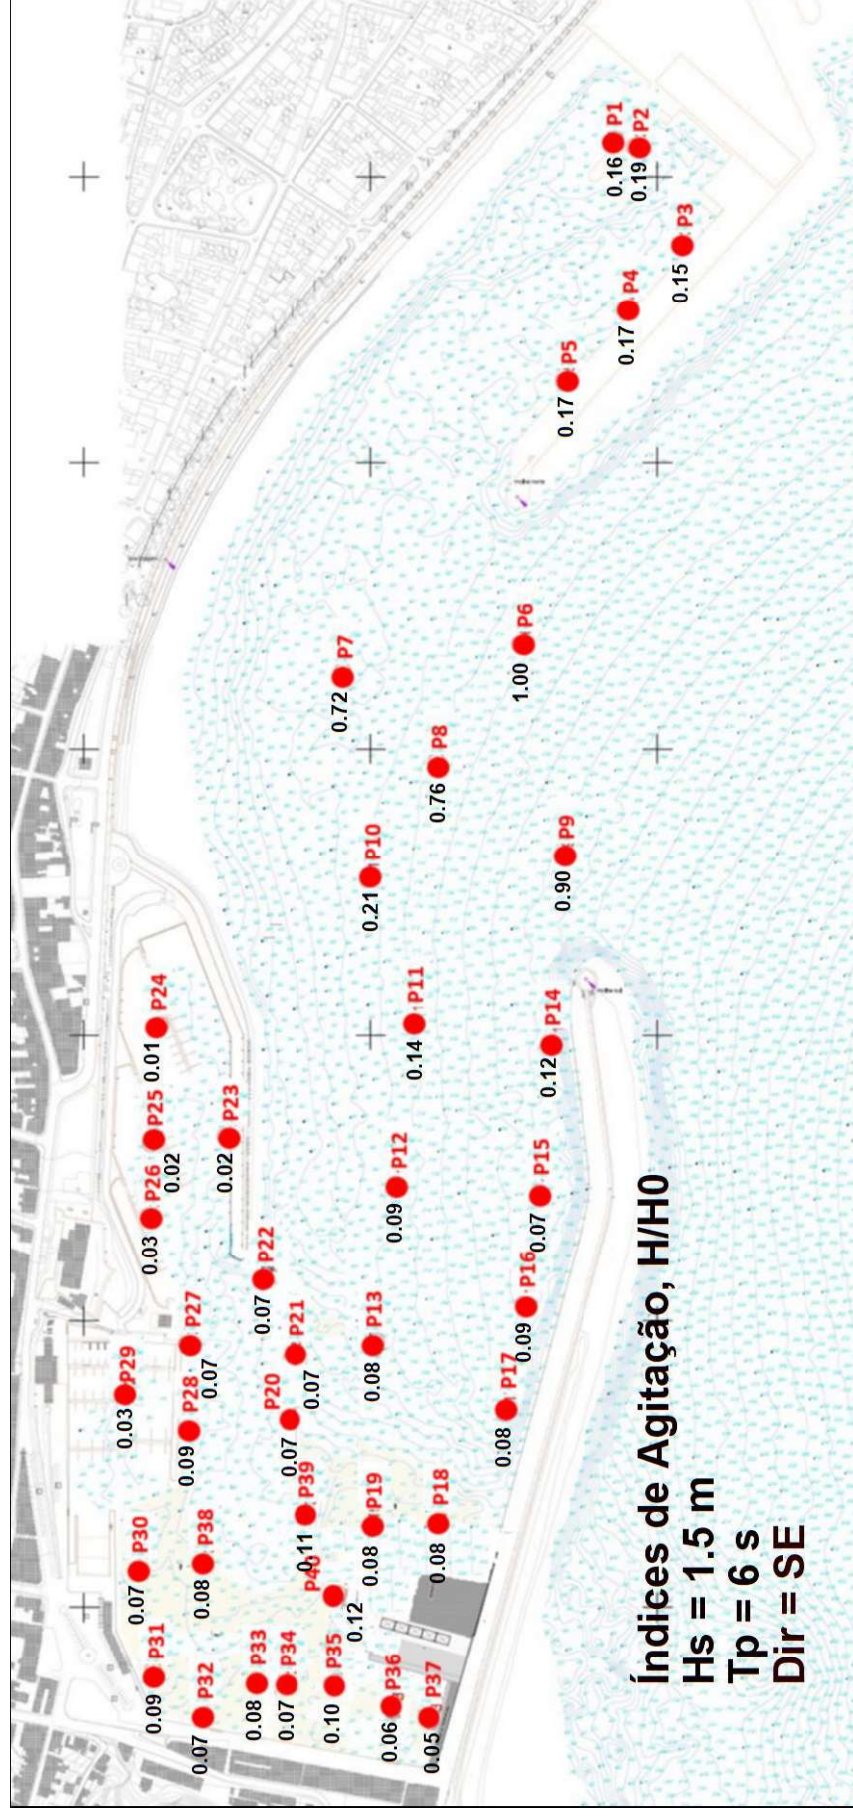 P1
0.16
P2
0.19
P3
0.15
P4
0.17
P5
0.17
P6
1.00
P7
0.72
P8
0.76
P9
0.90
P10
0.21
P11
0.14
P12
0.09
P13
0.08
P14
0.12
P15
0.07
P16
0.09
P17
0.08
P18
0.08
P19
0.08
P20
0.07
P21
0.07
P22
0.07
P23
0.02
P24
0.01
P25
0.02
P26
0.03
P27
0.07
P28
0.09
P29
0.03
P30
0.07
P31
0.09
P32
0.07
P33
0.08
P34
0.07
P35
0.10
P36
0.06
P37
0.05
P38
0.08
P39
0.11
P40
0.12
Índices de Agitação, H/H0
Hs = 1.5 m
Tp = 6 s
Dir = SE